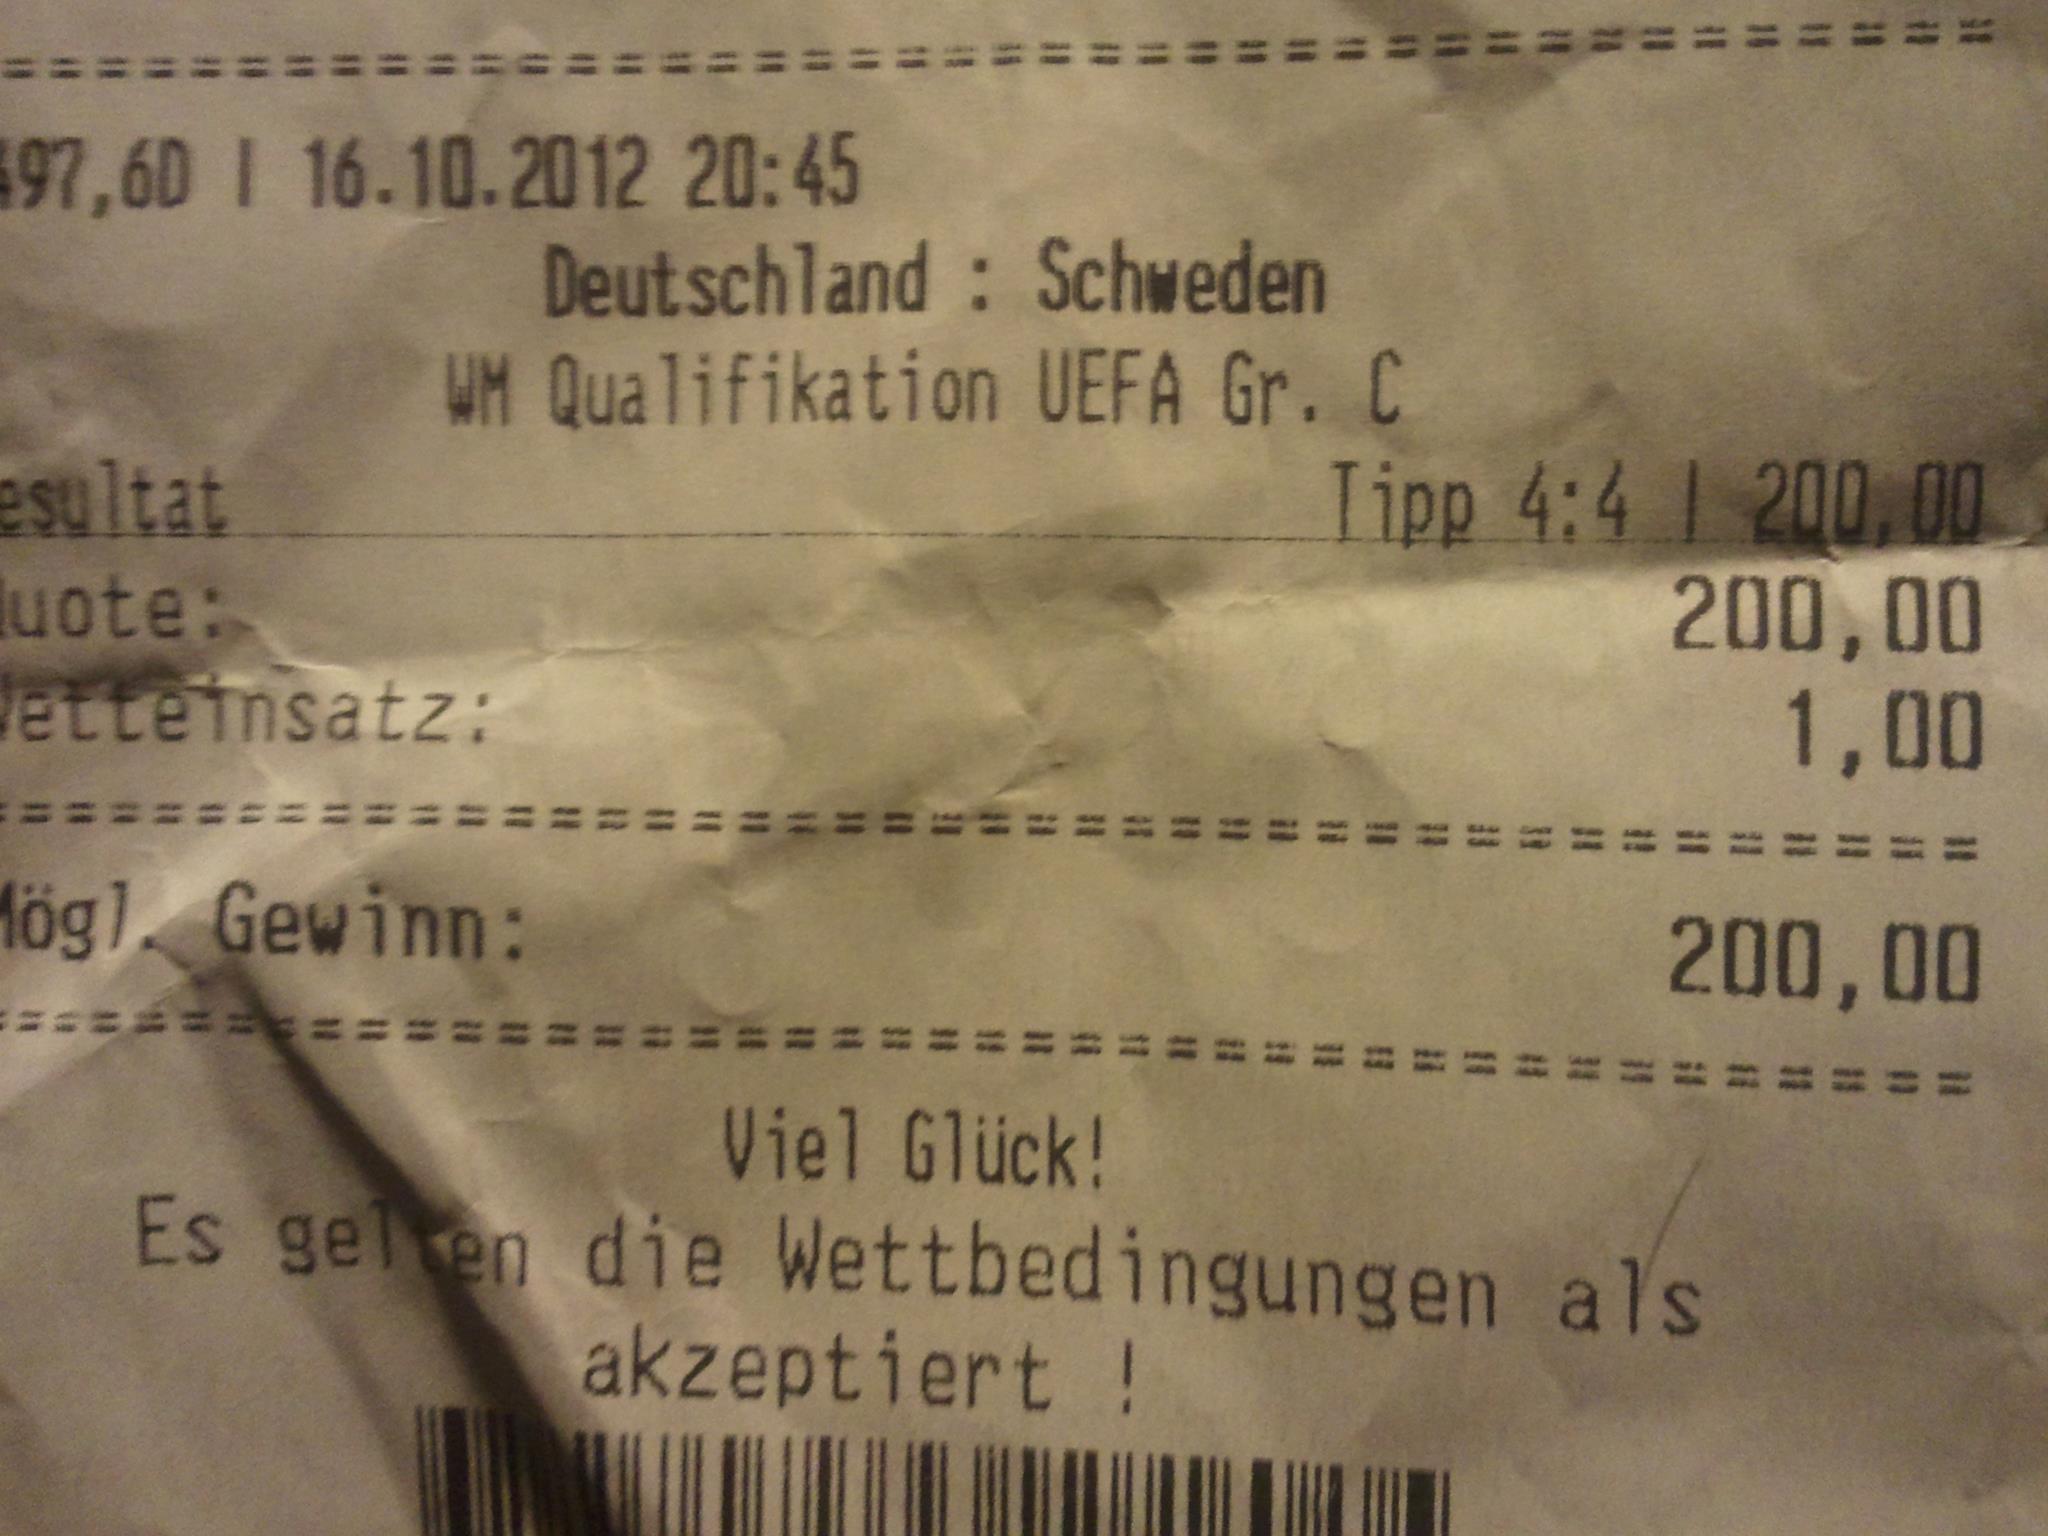 497,6D | 16.10.2012 20:45
Deutschland : Schweden
WM Qualifikation UEFA Gr. C
esultat Tipp 4:4 | 200,00
uote: 200,00
Wetteinsatz: 1,00
Mögl. Gewinn: 200,00
Viel Glück!
Es gelten die Wettbedingungen als
akzeptiert !